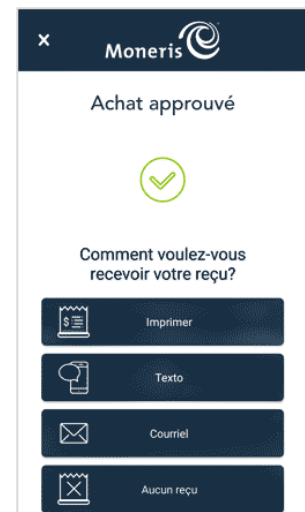 Moneris
Achat approuvé
Comment voulez-vous
recevoir votre reçu?
Imprimer
Texto
Courriel
Aucun reçu